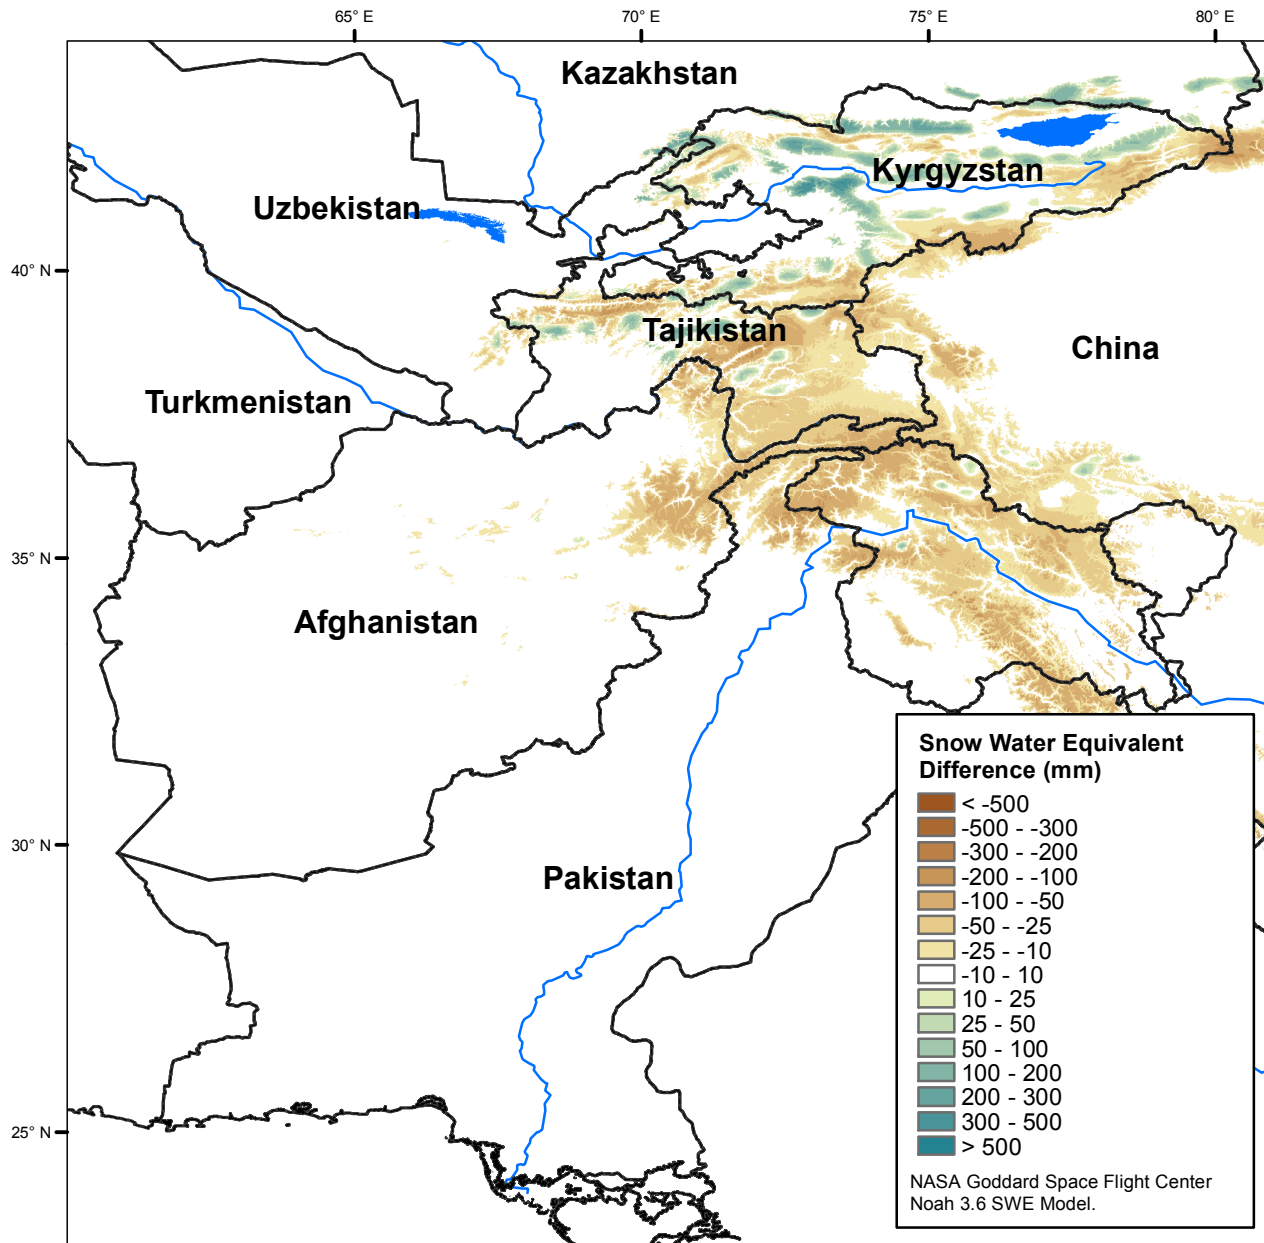 65° E
70° E
75° E
80° E
Kazakhstan
Kyrgyzstan
Uzbekistan
40° N
Tajikistan
China
Turkmenistan
35° N
Afghanistan
Snow Water Equivalent
Difference (mm)
< -500
-500 - -300
-300 - -200
-200 - -100
-100 - -50
-50 - -25
-25 - -10
-10 - 10
10 - 25
25 - 50
50 - 100
100 - 200
200 - 300
300 - 500
> 500
NASA Goddard Space Flight Center
Noah 3.6 SWE Model.
30° N
Pakistan
25° N